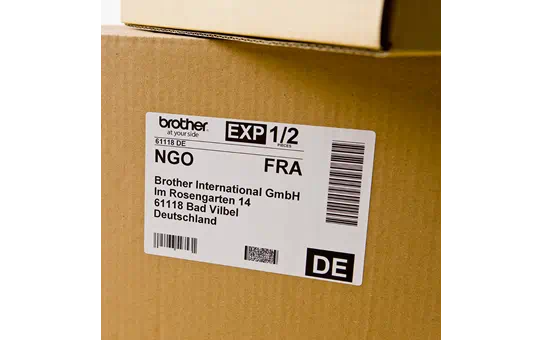 brother
at your side
EXP 1/2
PIECES
61118 DE
NGO FRA
Brother International GmbH
Im Rosengarten 14
61118 Bad Vilbel
Deutschland
DE